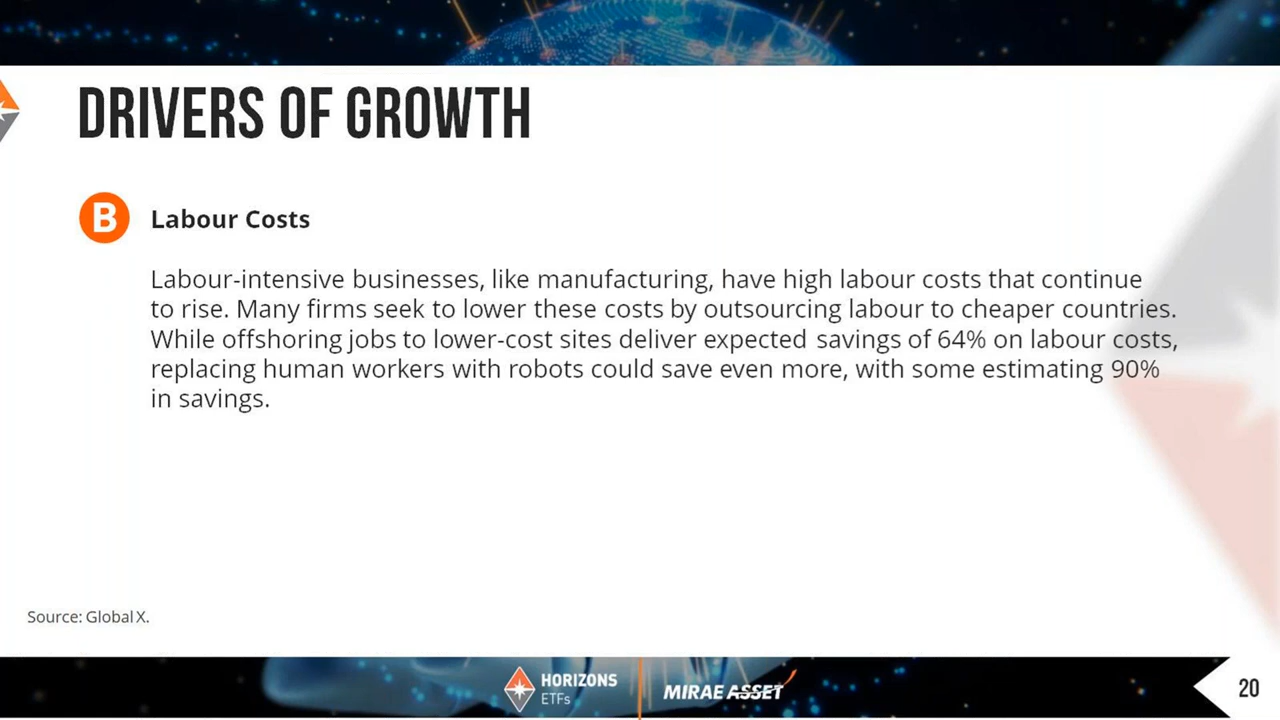 DRIVERS OF GROWTH
B Labour Costs
Labour-intensive businesses, like manufacturing, have high labour costs that continue
to rise. Many firms seek to lower these costs by outsourcing labour to cheaper countries.
While offshoring jobs to lower-cost sites deliver expected savings of 64% on labour costs,
replacing human workers with robots could save even more, with some estimating 90%
in savings.
Source: Global X.
HORIZONS
ETFs
MIRAE ASSET
20